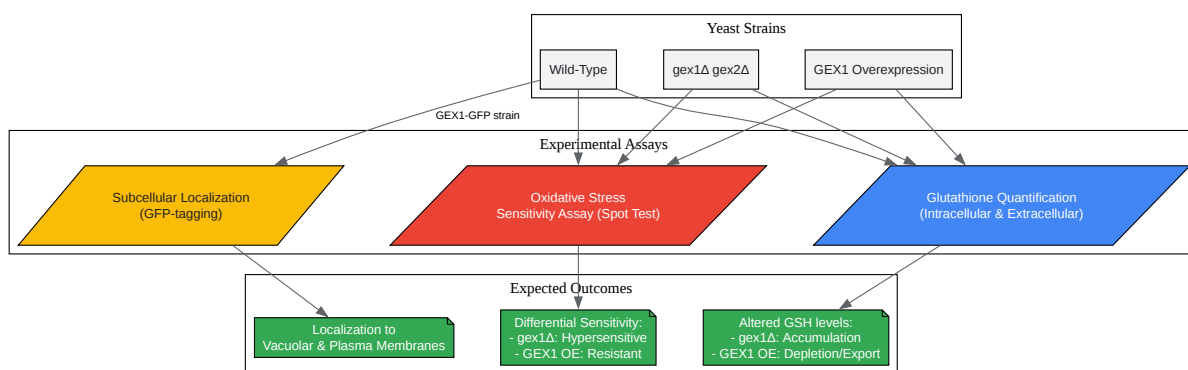 Yeast Strains
Wild-Type
gex1Δ gex2Δ
GEX1 Overexpression
GEX1-GFP strain
Experimental Assays
Subcellular Localization
(GFP-tagging)
Oxidative Stress
Sensitivity Assay (Spot Test)
Glutathione Quantification
(Intracellular & Extracellular)
Expected Outcomes
Localization to
Vacuolar & Plasma Membranes
Differential Sensitivity:
- gex1Δ: Hypersensitive
- GEX1 OE: Resistant
Altered GSH levels:
- gex1Δ: Accumulation
- GEX1 OE: Depletion/Export